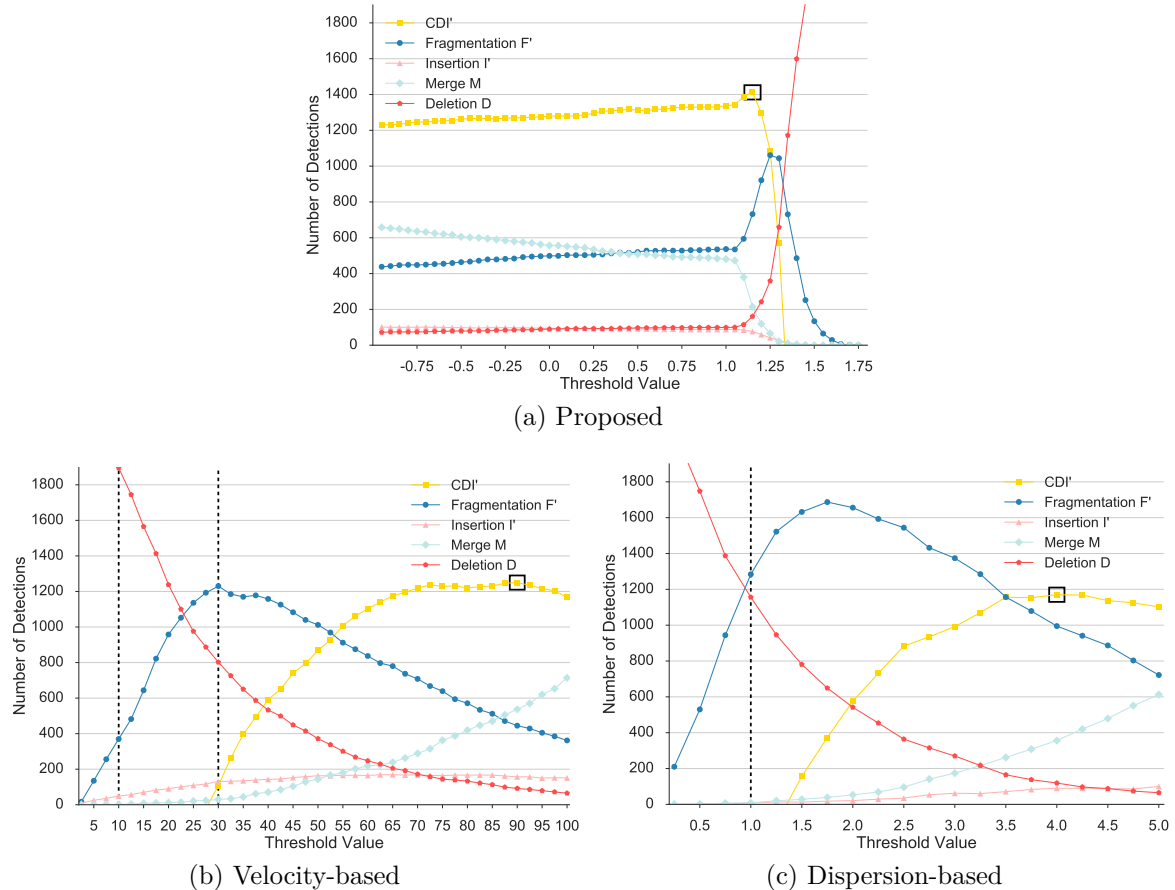 1800
1600
1400
1200
1000
800
600
400
200
0
Number of Detections
CDI'
Fragmentation F'
Insertion I'
Merge M
Deletion D
-0.75 -0.5 -0.25 0.0 0.25 0.5 0.75 1.0 1.25 1.5 1.75
Threshold Value
(a) Proposed
1800
1600
1400
1200
1000
800
600
400
200
0
Number of Detections
CDI'
Fragmentation F'
Insertion I'
Merge M
Deletion D
5 10 15 20 25 30 35 40 45 50 55 60 65 70 75 80 85 90 95 100
Threshold Value
(b) Velocity-based
1800
1600
1400
1200
1000
800
600
400
200
0
Number of Detections
CDI'
Fragmentation F'
Insertion I'
Merge M
Deletion D
0.5 1.0 1.5 2.0 2.5 3.0 3.5 4.0 4.5 5.0
Threshold Value
(c) Dispersion-based